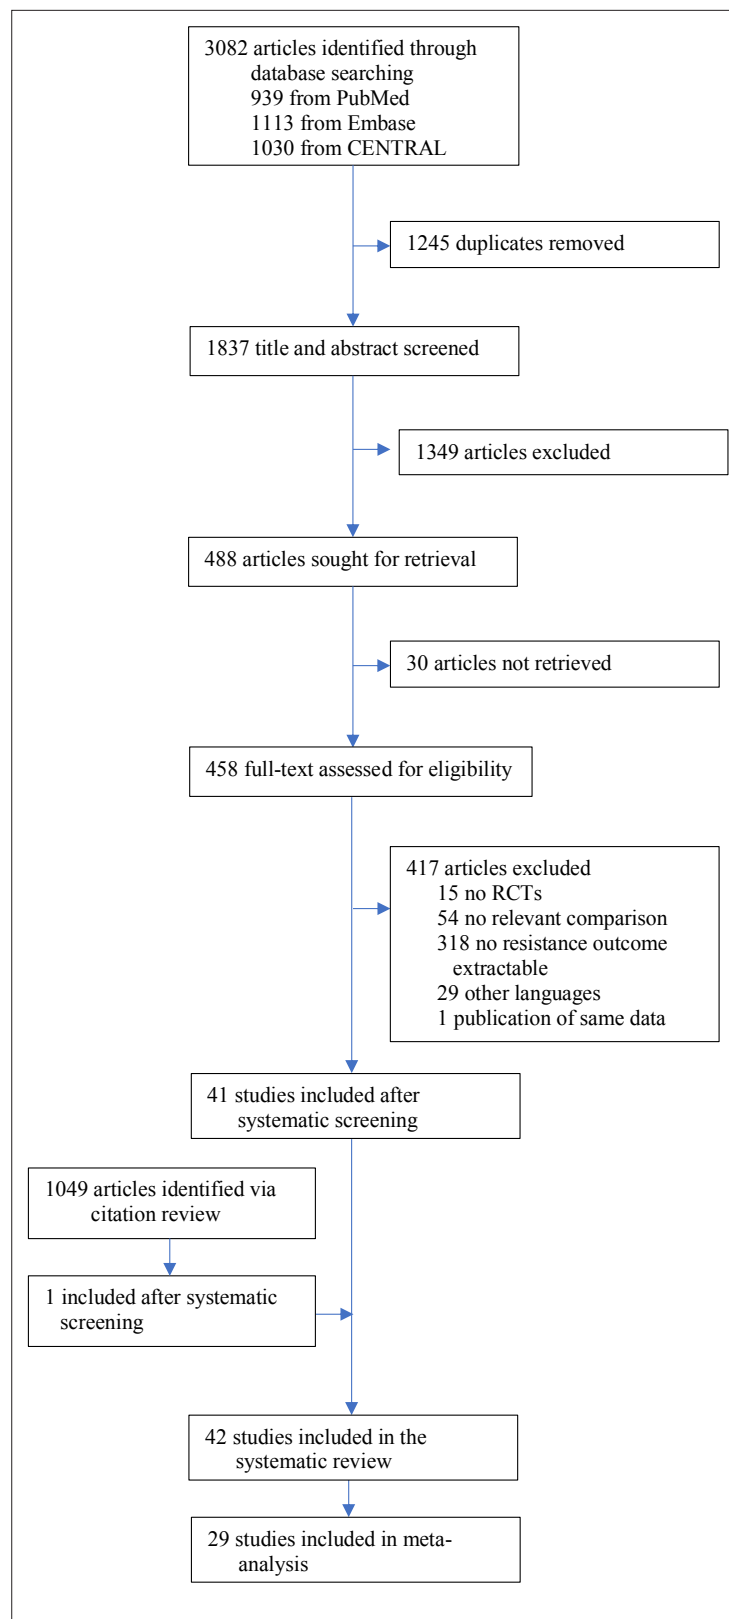 3082 articles identified through
database searching
939 from PubMed
1113 from Embase
1030 from CENTRAL
1245 duplicates removed
1837 title and abstract screened
1349 articles excluded
488 articles sought for retrieval
30 articles not retrieved
458 full-text assessed for eligibility
417 articles excluded
15 no RCTs
54 no relevant comparison
318 no resistance outcome
extractable
29 other languages
1 publication of same data
41 studies included after
systematic screening
1049 articles identified via
citation review
1 included after systematic
screening
42 studies included in the
systematic review
29 studies included in meta-
analysis